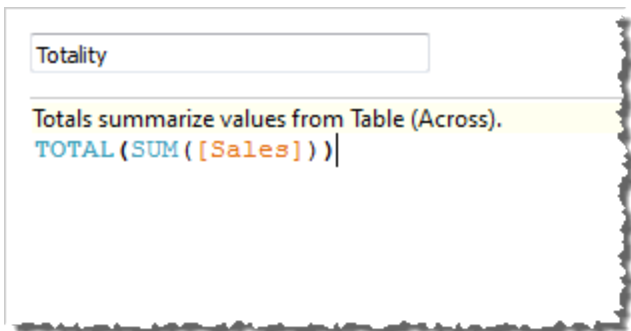 Totality
Totals summarize values from Table (Across).
TOTAL(SUM([Sales]))